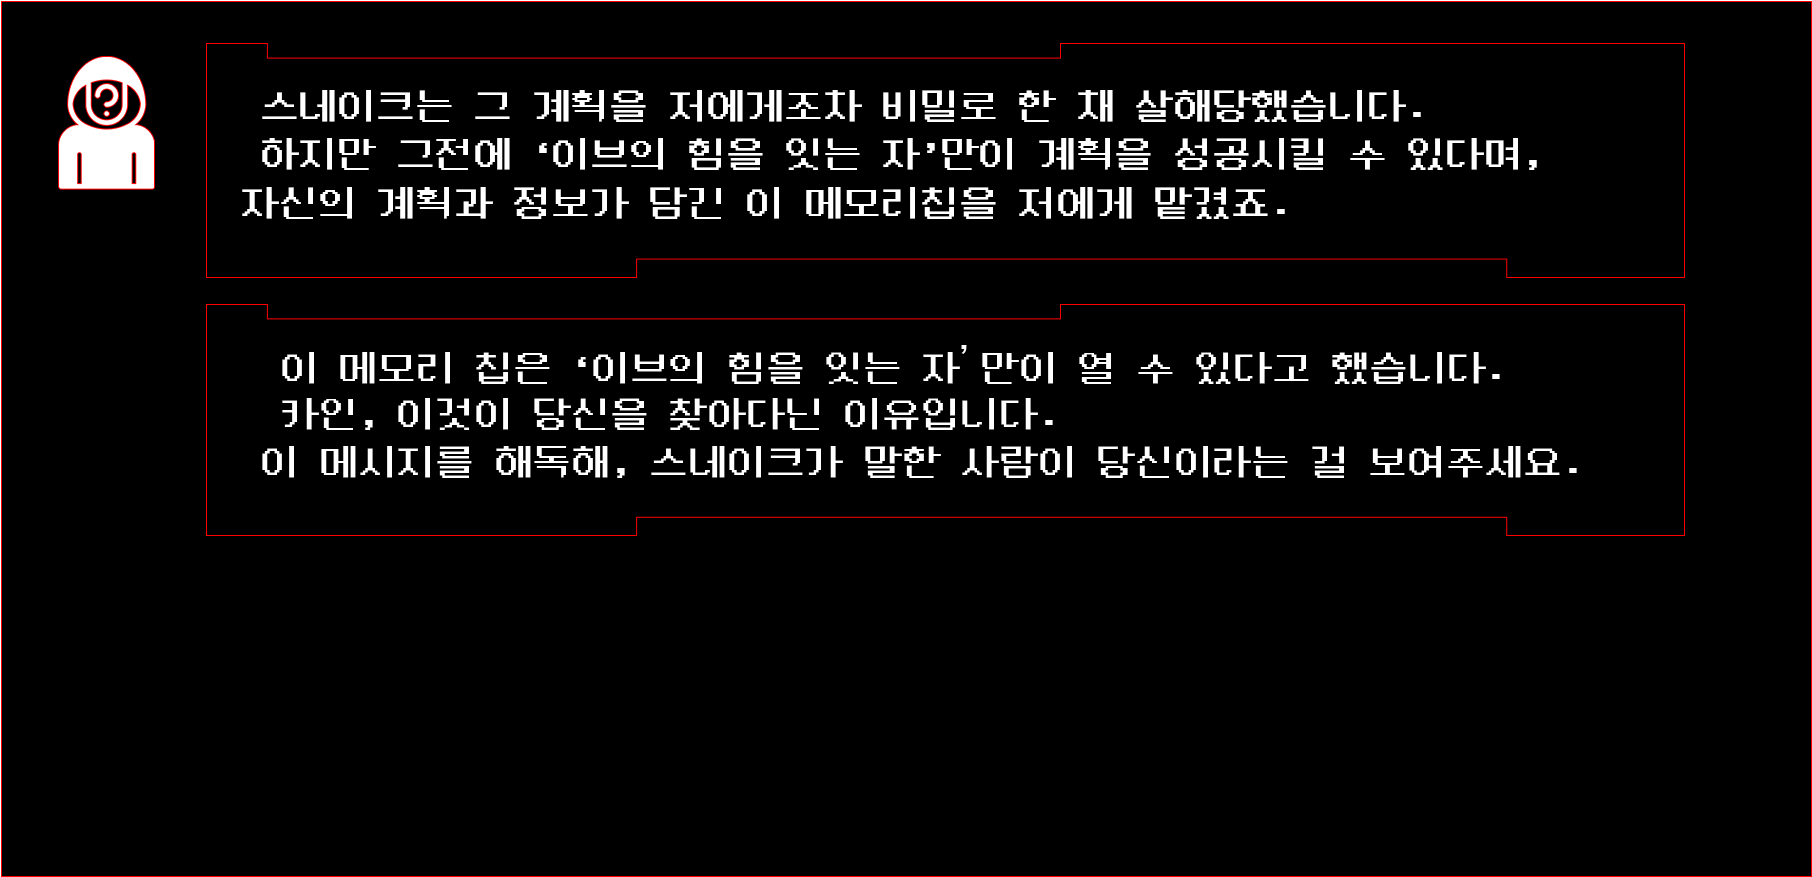 스네이크는 그 계획을 저에게조차 비밀로 한 채 살해당했습니다.
하지만 그전에 ‘이브의 힘을 잇는 자’만이 계획을 성공시킬 수 있다며,
자신의 계획과 정보가 담긴 이 메모리칩을 저에게 맡겼죠.
이 메모리 칩은 ‘이브의 힘을 잇는 자’만이 열 수 있다고 했습니다.
카인, 이것이 당신을 찾아다닌 이유입니다.
이 메시지를 해독해, 스네이크가 말한 사람이 당신이라는 걸 보여주세요.